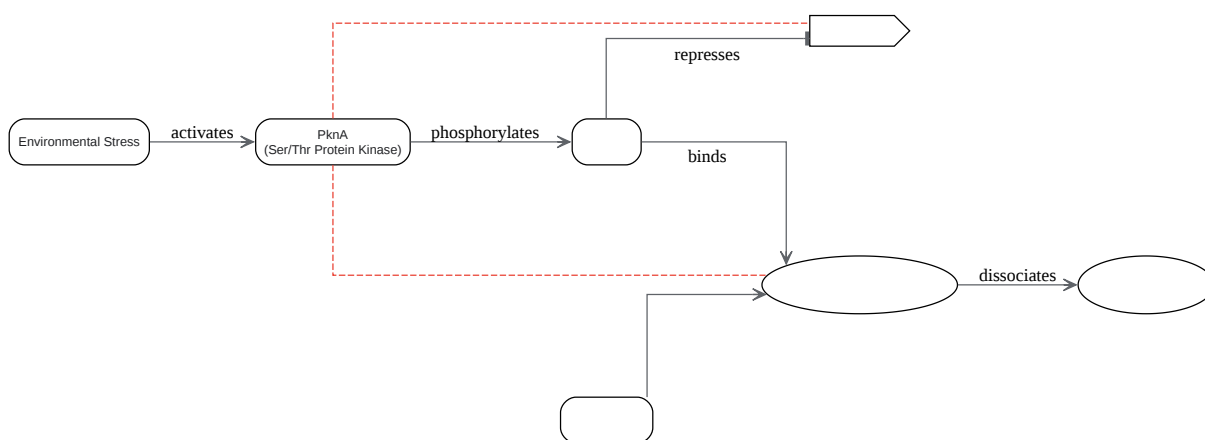 represses
Environmental Stress
activates
PknA
(Ser/Thr Protein Kinase)
phosphorylates
binds
dissociates